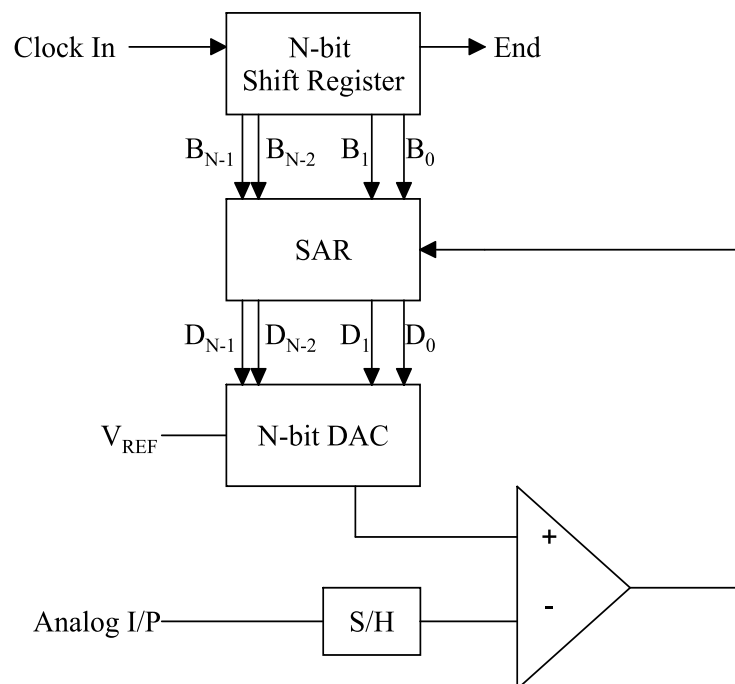 Clock In
N-bit
Shift Register
End
B_{N-1} B_{N-2} B_1 B_0
SAR
D_{N-1} D_{N-2} D_1 D_0
V_{REF}
N-bit DAC
+
-
Analog I/P
S/H